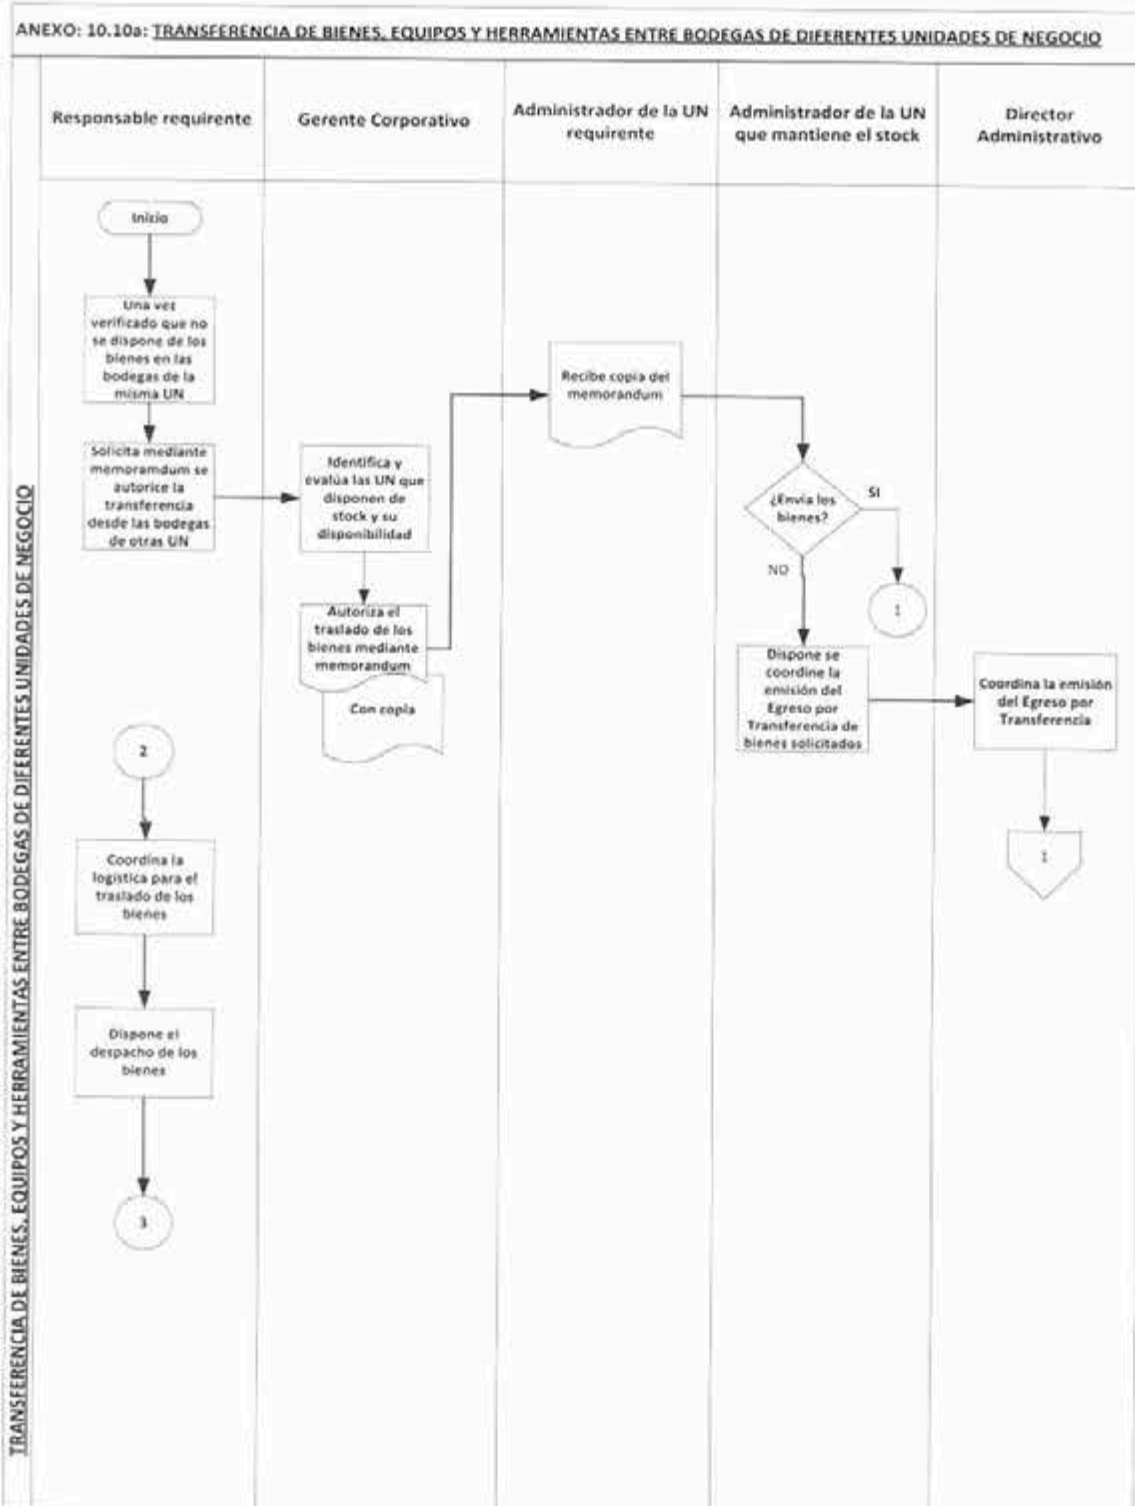 ANEXO: 10.10a: TRANSFERENCIA DE BIENES, EQUIPOS Y HERRAMIENTAS ENTRE BODEGAS DE DIFERENTES UNIDADES DE NEGOCIO
TRANSFERENCIA DE BIENES, EQUIPOS Y HERRAMIENTAS ENTRE BODEGAS DE DIFERENTES UNIDADES DE NEGOCIO
Responsable requirente
Gerente Corporativo
Administrador de la UN
requirente
Administrador de la UN
que mantiene el stock
Director
Administrativo
Inicio
Una vez
verificado que no
se dispone de los
bienes en las
bodegas de la
misma UN
Solicita mediante
memoramdum se
autorice la
transferencia
desde las bodegas
de otras UN
Identifica y
evalúa las UN que
disponen de
stock y su
disponibilidad
Autoriza el
traslado de los
bienes mediante
memorandum
Con copia
Recibe copia del
memorandum
¿Envía los
bienes?
SI
NO
1
Dispone se
coordine la
emisión del
Egreso por
Transferencia de
bienes solicitados
Coordina la emisión
del Egreso por
Transferencia
1
2
Coordina la
logística para el
traslado de los
bienes
Dispone el
despacho de los
bienes
3